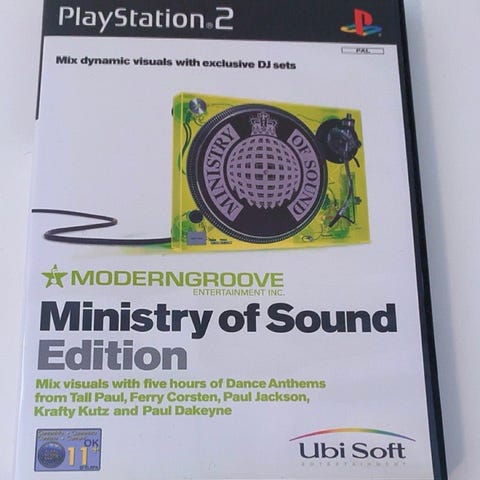 PlayStation®2
PAL
Mix dynamic visuals with exclusive DJ sets
MINISTRY OF SOUND
MODERNGROOVE
ENTERTAINMENT INC.
Ministry of Sound
Edition
Mix visuals with five hours of Dance Anthems
from Tall Paul, Ferry Corsten, Paul Jackson,
Krafty Kutz and Paul Dakeyne
OK
11+
Ubi Soft
ENTERTAINMENT